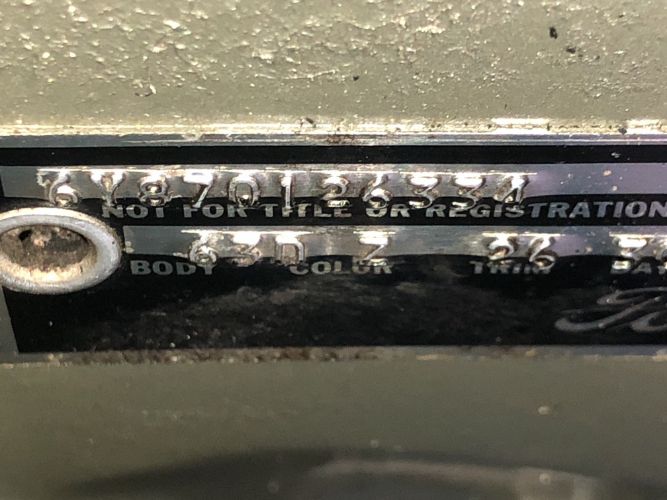 6Y87Q126334
NOT FOR TITLE OR REGISTRATION
63D Z 26
BODY COLOR TRIM